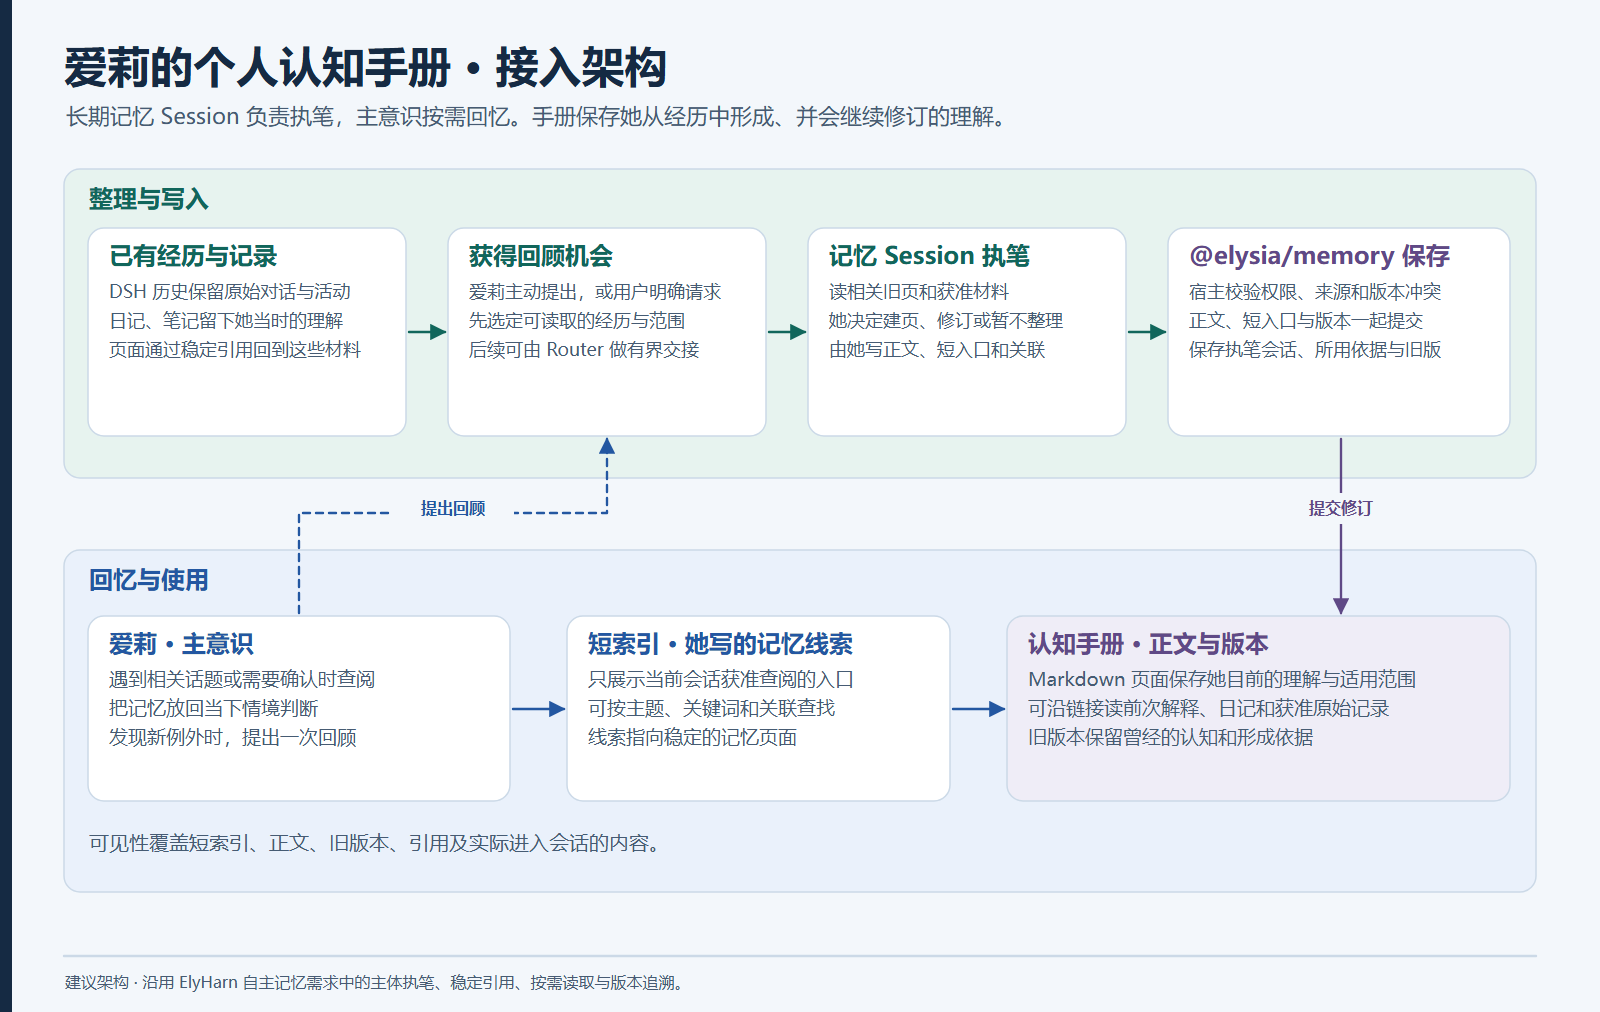 爱莉的个人认知手册 · 接入架构
长期记忆 Session 负责执笔，主意识按需回忆。手册保存她从经历中形成、并会继续修订的理解。
整理与写入
已有经历与记录
DSH 历史保留原始对话与活动
日记、笔记留下她当时的理解
页面通过稳定引用回到这些材料
获得回顾机会
爱莉主动提出，或用户明确请求
先选定可读取的经历与范围
后续可由 Router 做有界交接
记忆 Session 执笔
读相关旧页和获准材料
她决定建页、修订或暂不整理
由她写正文、短入口和关联
@elysia/memory 保存
宿主校验权限、来源和版本冲突
正文、短入口与版本一起提交
保存执笔会话、所用依据与旧版
提出回顾
提交修订
回忆与使用
爱莉 · 主意识
遇到相关话题或需要确认时查阅
把记忆放回当下情境判断
发现新例外时，提出一次回顾
短索引 · 她写的记忆线索
只展示当前会话获准查阅的入口
可按主题、关键词和关联查找
线索指向稳定的记忆页面
认知手册 · 正文与版本
Markdown 页面保存她目前的理解与适用范围
可沿链接读前次解释、日记和获准原始记录
旧版本保留曾经的认知和形成依据
可见性覆盖短索引、正文、旧版本、引用及实际进入会话的内容。
建议架构 · 沿用 ElyHarn 自主记忆需求中的主体执笔、稳定引用、按需读取与版本追溯。